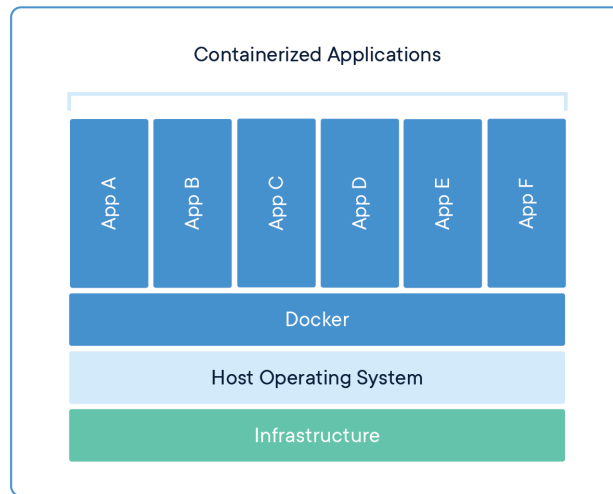 Containerized Applications
App A
App B
App C
App D
App E
App F
Docker
Host Operating System
Infrastructure